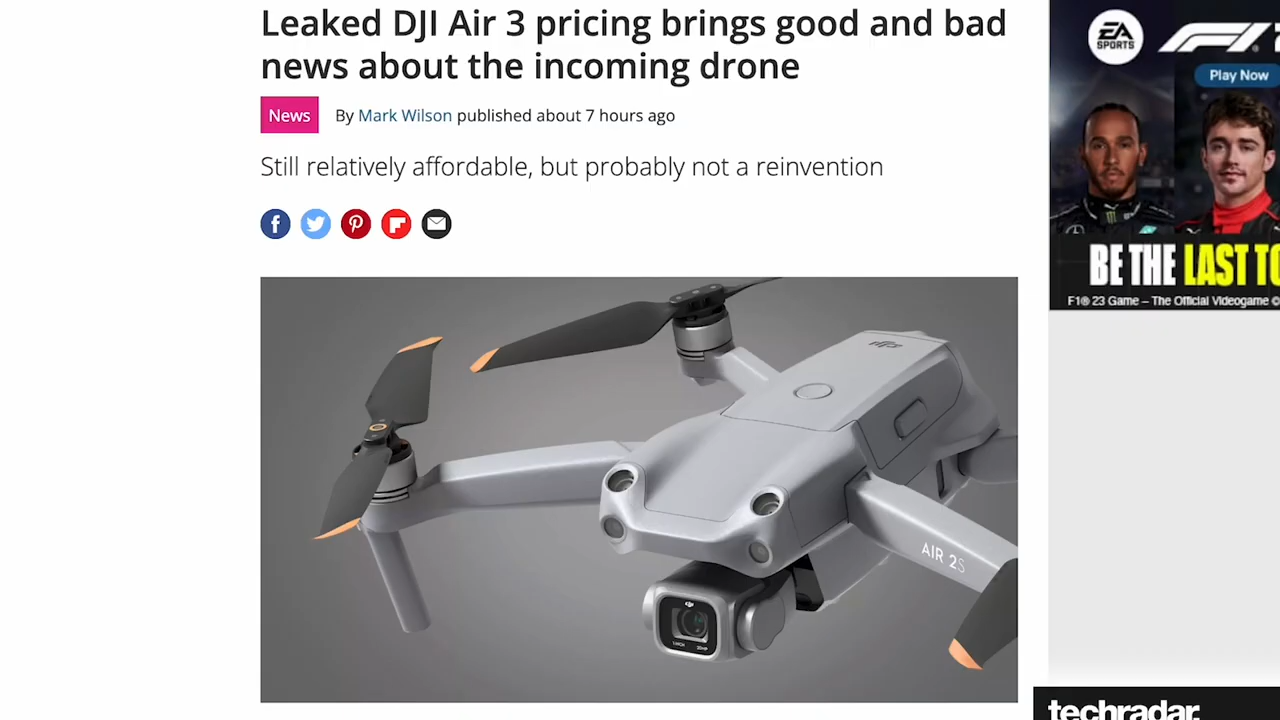 Leaked DJI Air 3 pricing brings good and bad
news about the incoming drone
News
By Mark Wilson published about 7 hours ago
Still relatively affordable, but probably not a reinvention
EA
SPORTS
F1
Play Now
BE THE LAST TO
F1® 23 Game – The Official Videogame
dji
AIR 2S
techradar.